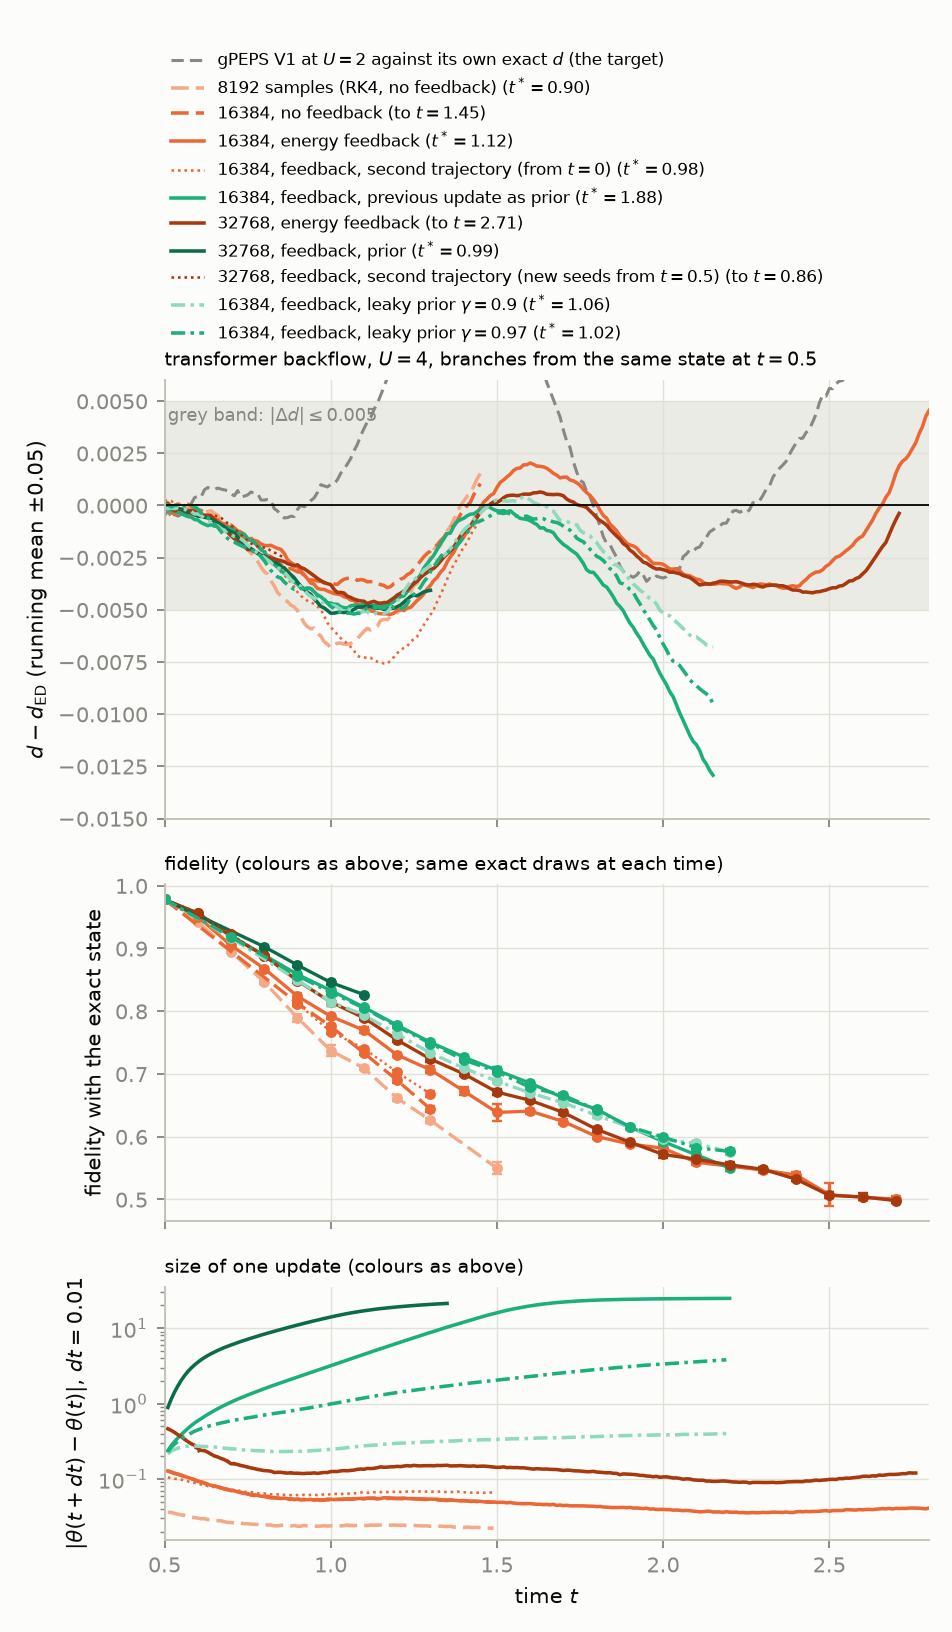 gPEPS V1 at U = 2 against its own exact d (the target)
8192 samples (RK4, no feedback) (t* = 0.90)
16384, no feedback (to t = 1.45)
16384, energy feedback (t* = 1.12)
16384, feedback, second trajectory (from t = 0) (t* = 0.98)
16384, feedback, previous update as prior (t* = 1.88)
32768, energy feedback (to t = 2.71)
32768, feedback, prior (t* = 0.99)
32768, feedback, second trajectory (new seeds from t = 0.5) (to t = 0.86)
16384, feedback, leaky prior γ = 0.9 (t* = 1.06)
16384, feedback, leaky prior γ = 0.97 (t* = 1.02)
transformer backflow, U = 4, branches from the same state at t = 0.5
grey band: |Δd| ≤ 0.005
0.0050
0.0025
0.0000
−0.0025
−0.0050
−0.0075
−0.0100
−0.0125
−0.0150
d − d_ED (running mean ±0.05)
fidelity (colours as above; same exact draws at each time)
1.0
0.9
0.8
0.7
0.6
0.5
fidelity with the exact state
size of one update (colours as above)
10¹
10⁰
10⁻¹
|θ(t + dt) − θ(t)|, dt = 0.01
0.5 1.0 1.5 2.0 2.5
time t